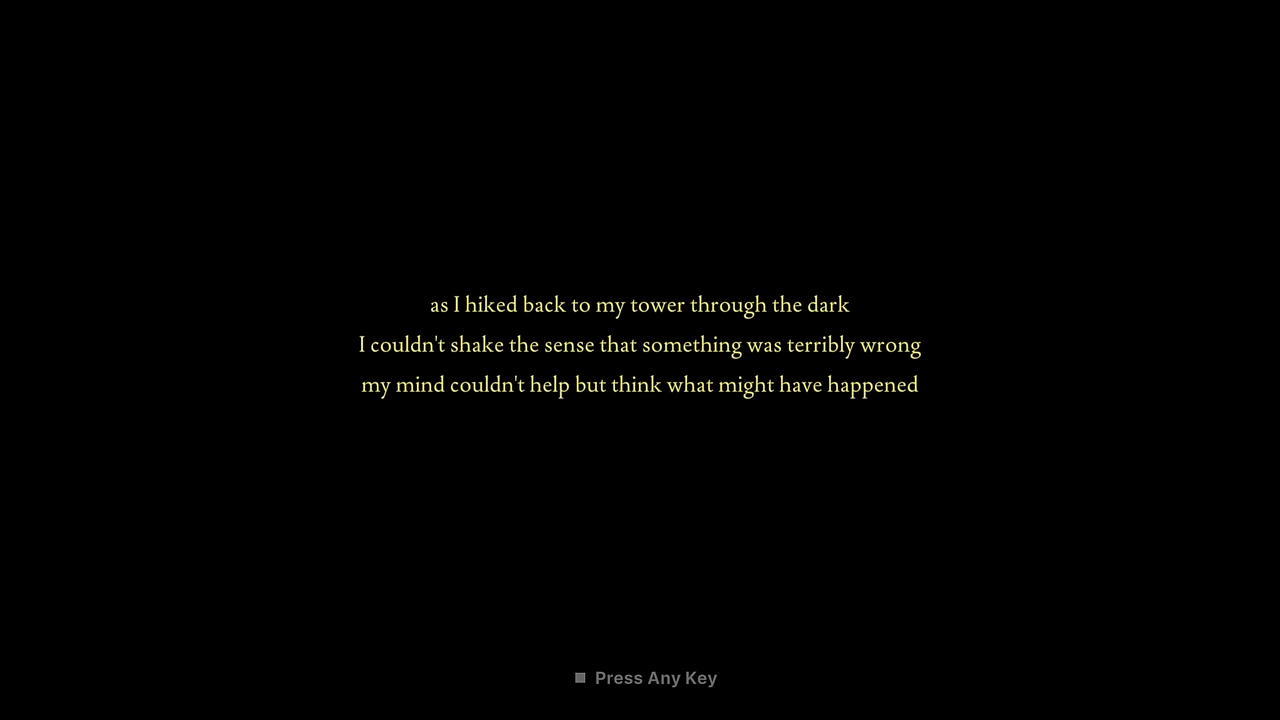 as I hiked back to my tower through the dark
I couldn't shake the sense that something was terribly wrong
my mind couldn't help but think what might have happened
Press Any Key